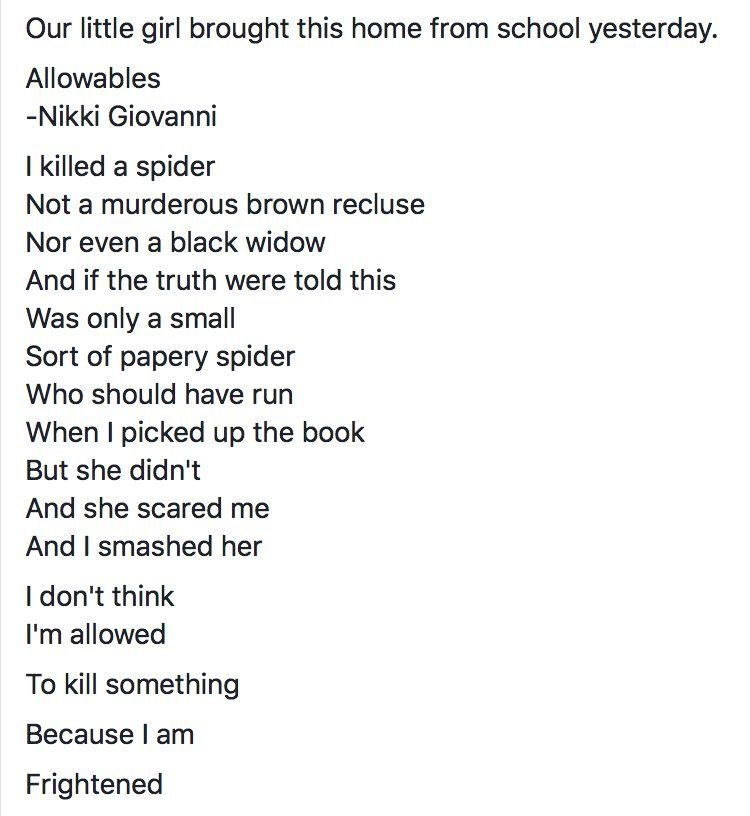 Our little girl brought this home from school yesterday.
Allowables
-Nikki Giovanni
I killed a spider
Not a murderous brown recluse
Nor even a black widow
And if the truth were told this
Was only a small
Sort of papery spider
Who should have run
When I picked up the book
But she didn't
And she scared me
And I smashed her
I don't think
I'm allowed
To kill something
Because I am
Frightened